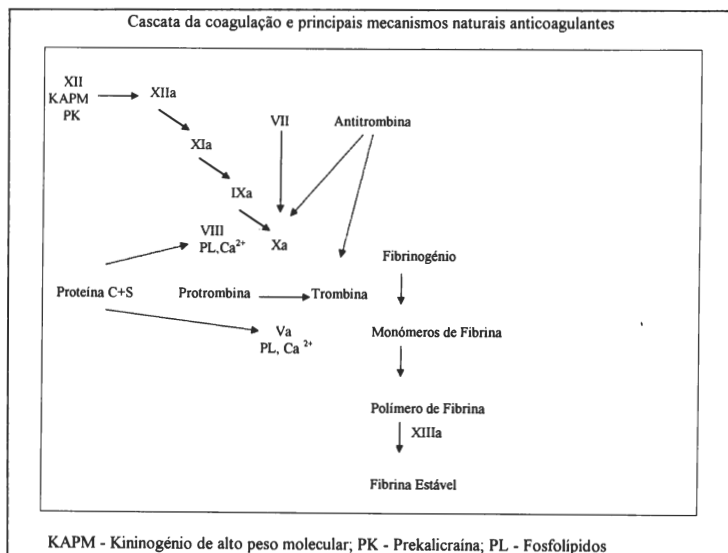 Cascata da coagulação e principais mecanismos naturais anticoagulantes
XII
KAPM
PK
XIIa
VII
Antitrombina
XIa
IXa
VIII
PL,Ca2+
Xa
Fibrinogénio
Proteína C+S
Protrombina
Trombina
Va
PL, Ca 2+
Monómeros de Fibrina
Polímero de Fibrina
XIIIa
Fibrina Estável
KAPM - Kininogénio de alto peso molecular; PK - Prekalicraína; PL - Fosfolípidos